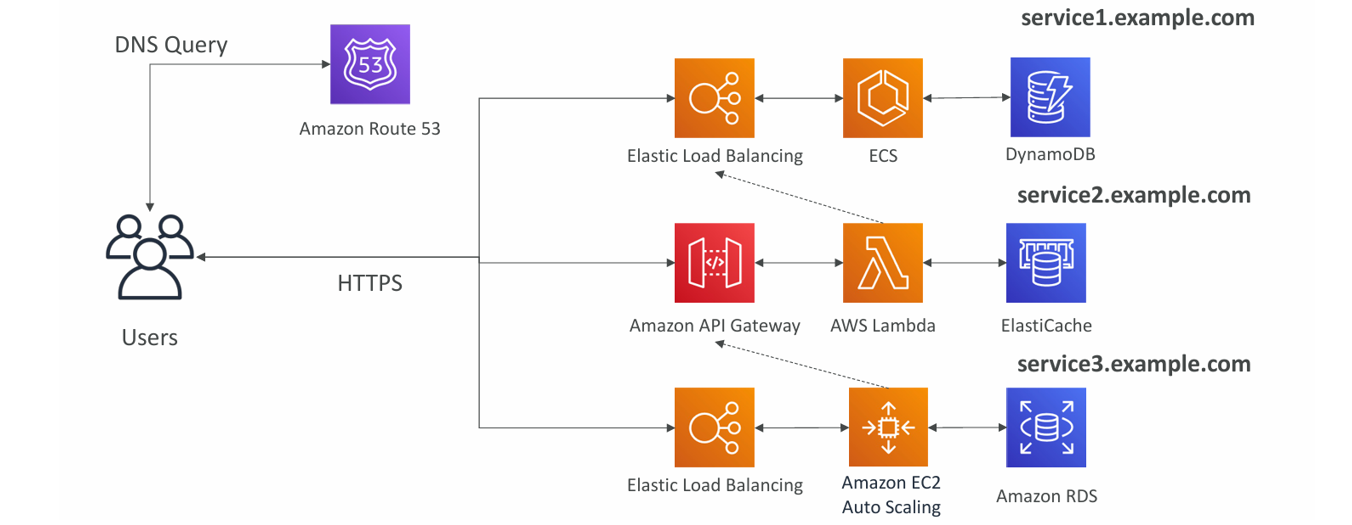 service1.example.com
DNS Query
53
Amazon Route 53
Elastic Load Balancing
ECS
DynamoDB
service2.example.com
HTTPS
</>
Users
Amazon API Gateway
AWS Lambda
ElastiCache
service3.example.com
Elastic Load Balancing
Amazon EC2
Auto Scaling
Amazon RDS